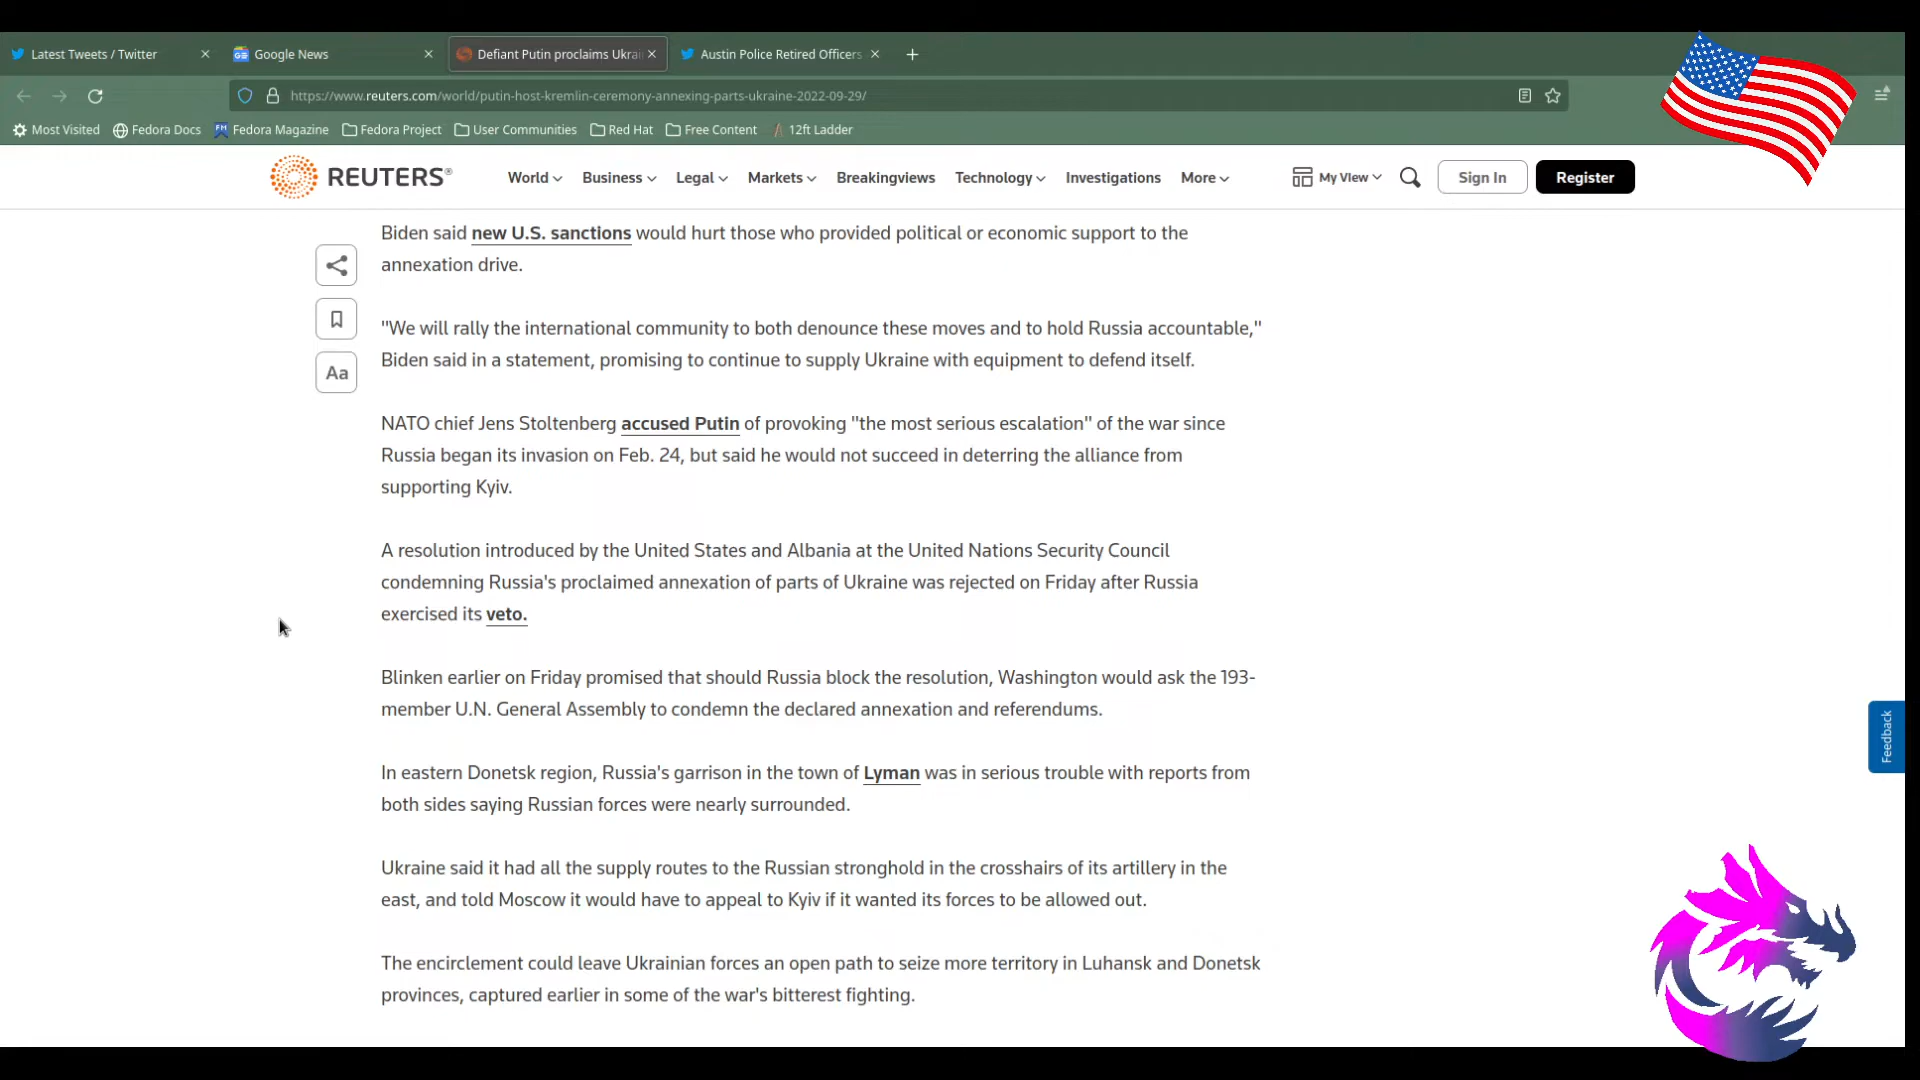 Latest Tweets / Twitter
Google News
Defiant Putin proclaims Ukrai
Austin Police Retired Officers
https://www.reuters.com/world/putin-host-kremlin-ceremony-annexing-parts-ukraine-2022-09-29/
Most Visited
Fedora Docs
Fedora Magazine
Fedora Project
User Communities
Red Hat
Free Content
12ft Ladder
REUTERS®
World
Business
Legal
Markets
Breakingviews
Technology
Investigations
More
My View
Sign In
Register
Aa
Biden said new U.S. sanctions would hurt those who provided political or economic support to the
annexation drive.
"We will rally the international community to both denounce these moves and to hold Russia accountable,"
Biden said in a statement, promising to continue to supply Ukraine with equipment to defend itself.
NATO chief Jens Stoltenberg accused Putin of provoking "the most serious escalation" of the war since
Russia began its invasion on Feb. 24, but said he would not succeed in deterring the alliance from
supporting Kyiv.
A resolution introduced by the United States and Albania at the United Nations Security Council
condemning Russia's proclaimed annexation of parts of Ukraine was rejected on Friday after Russia
exercised its veto.
Blinken earlier on Friday promised that should Russia block the resolution, Washington would ask the 193-
member U.N. General Assembly to condemn the declared annexation and referendums.
In eastern Donetsk region, Russia's garrison in the town of Lyman was in serious trouble with reports from
both sides saying Russian forces were nearly surrounded.
Ukraine said it had all the supply routes to the Russian stronghold in the crosshairs of its artillery in the
east, and told Moscow it would have to appeal to Kyiv if it wanted its forces to be allowed out.
The encirclement could leave Ukrainian forces an open path to seize more territory in Luhansk and Donetsk
provinces, captured earlier in some of the war's bitterest fighting.
Feedback